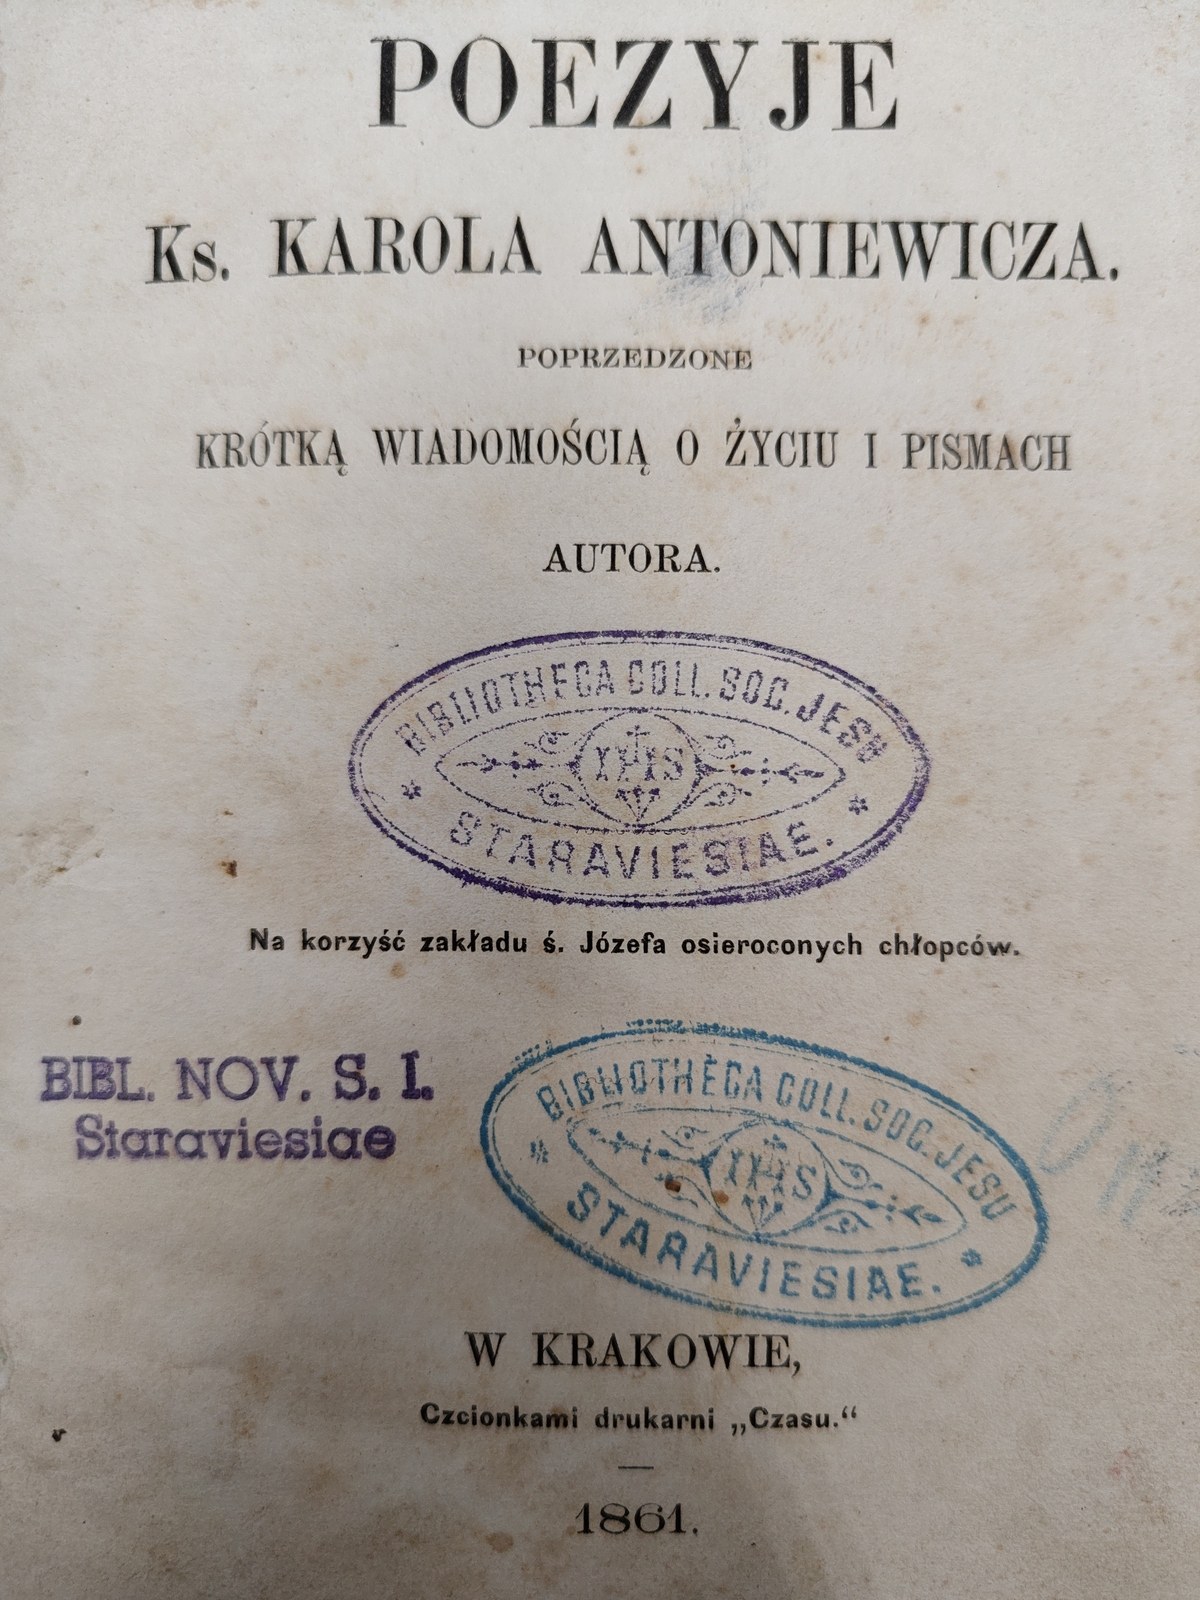 POEZYJE
Ks. KAROLA ANTONIEWICZA.
POPRZEDZONE
KRÓTKĄ WIADOMOŚCIĄ O ŻYCIU I PISMACH
AUTORA.
BIBLIOTHECA COLL. SOC. JESU
IHS
STARAVIESIAE.
Na korzyść zakładu ś. Józefa osieroconych chłopców.
BIBL. NOV. S. I.
Staraviesiae
BIBLIOTHECA COLL. SOC. JESU
IHS
STARAVIESIAE.
W KRAKOWIE,
Czcionkami drukarni „Czasu.“
1861.